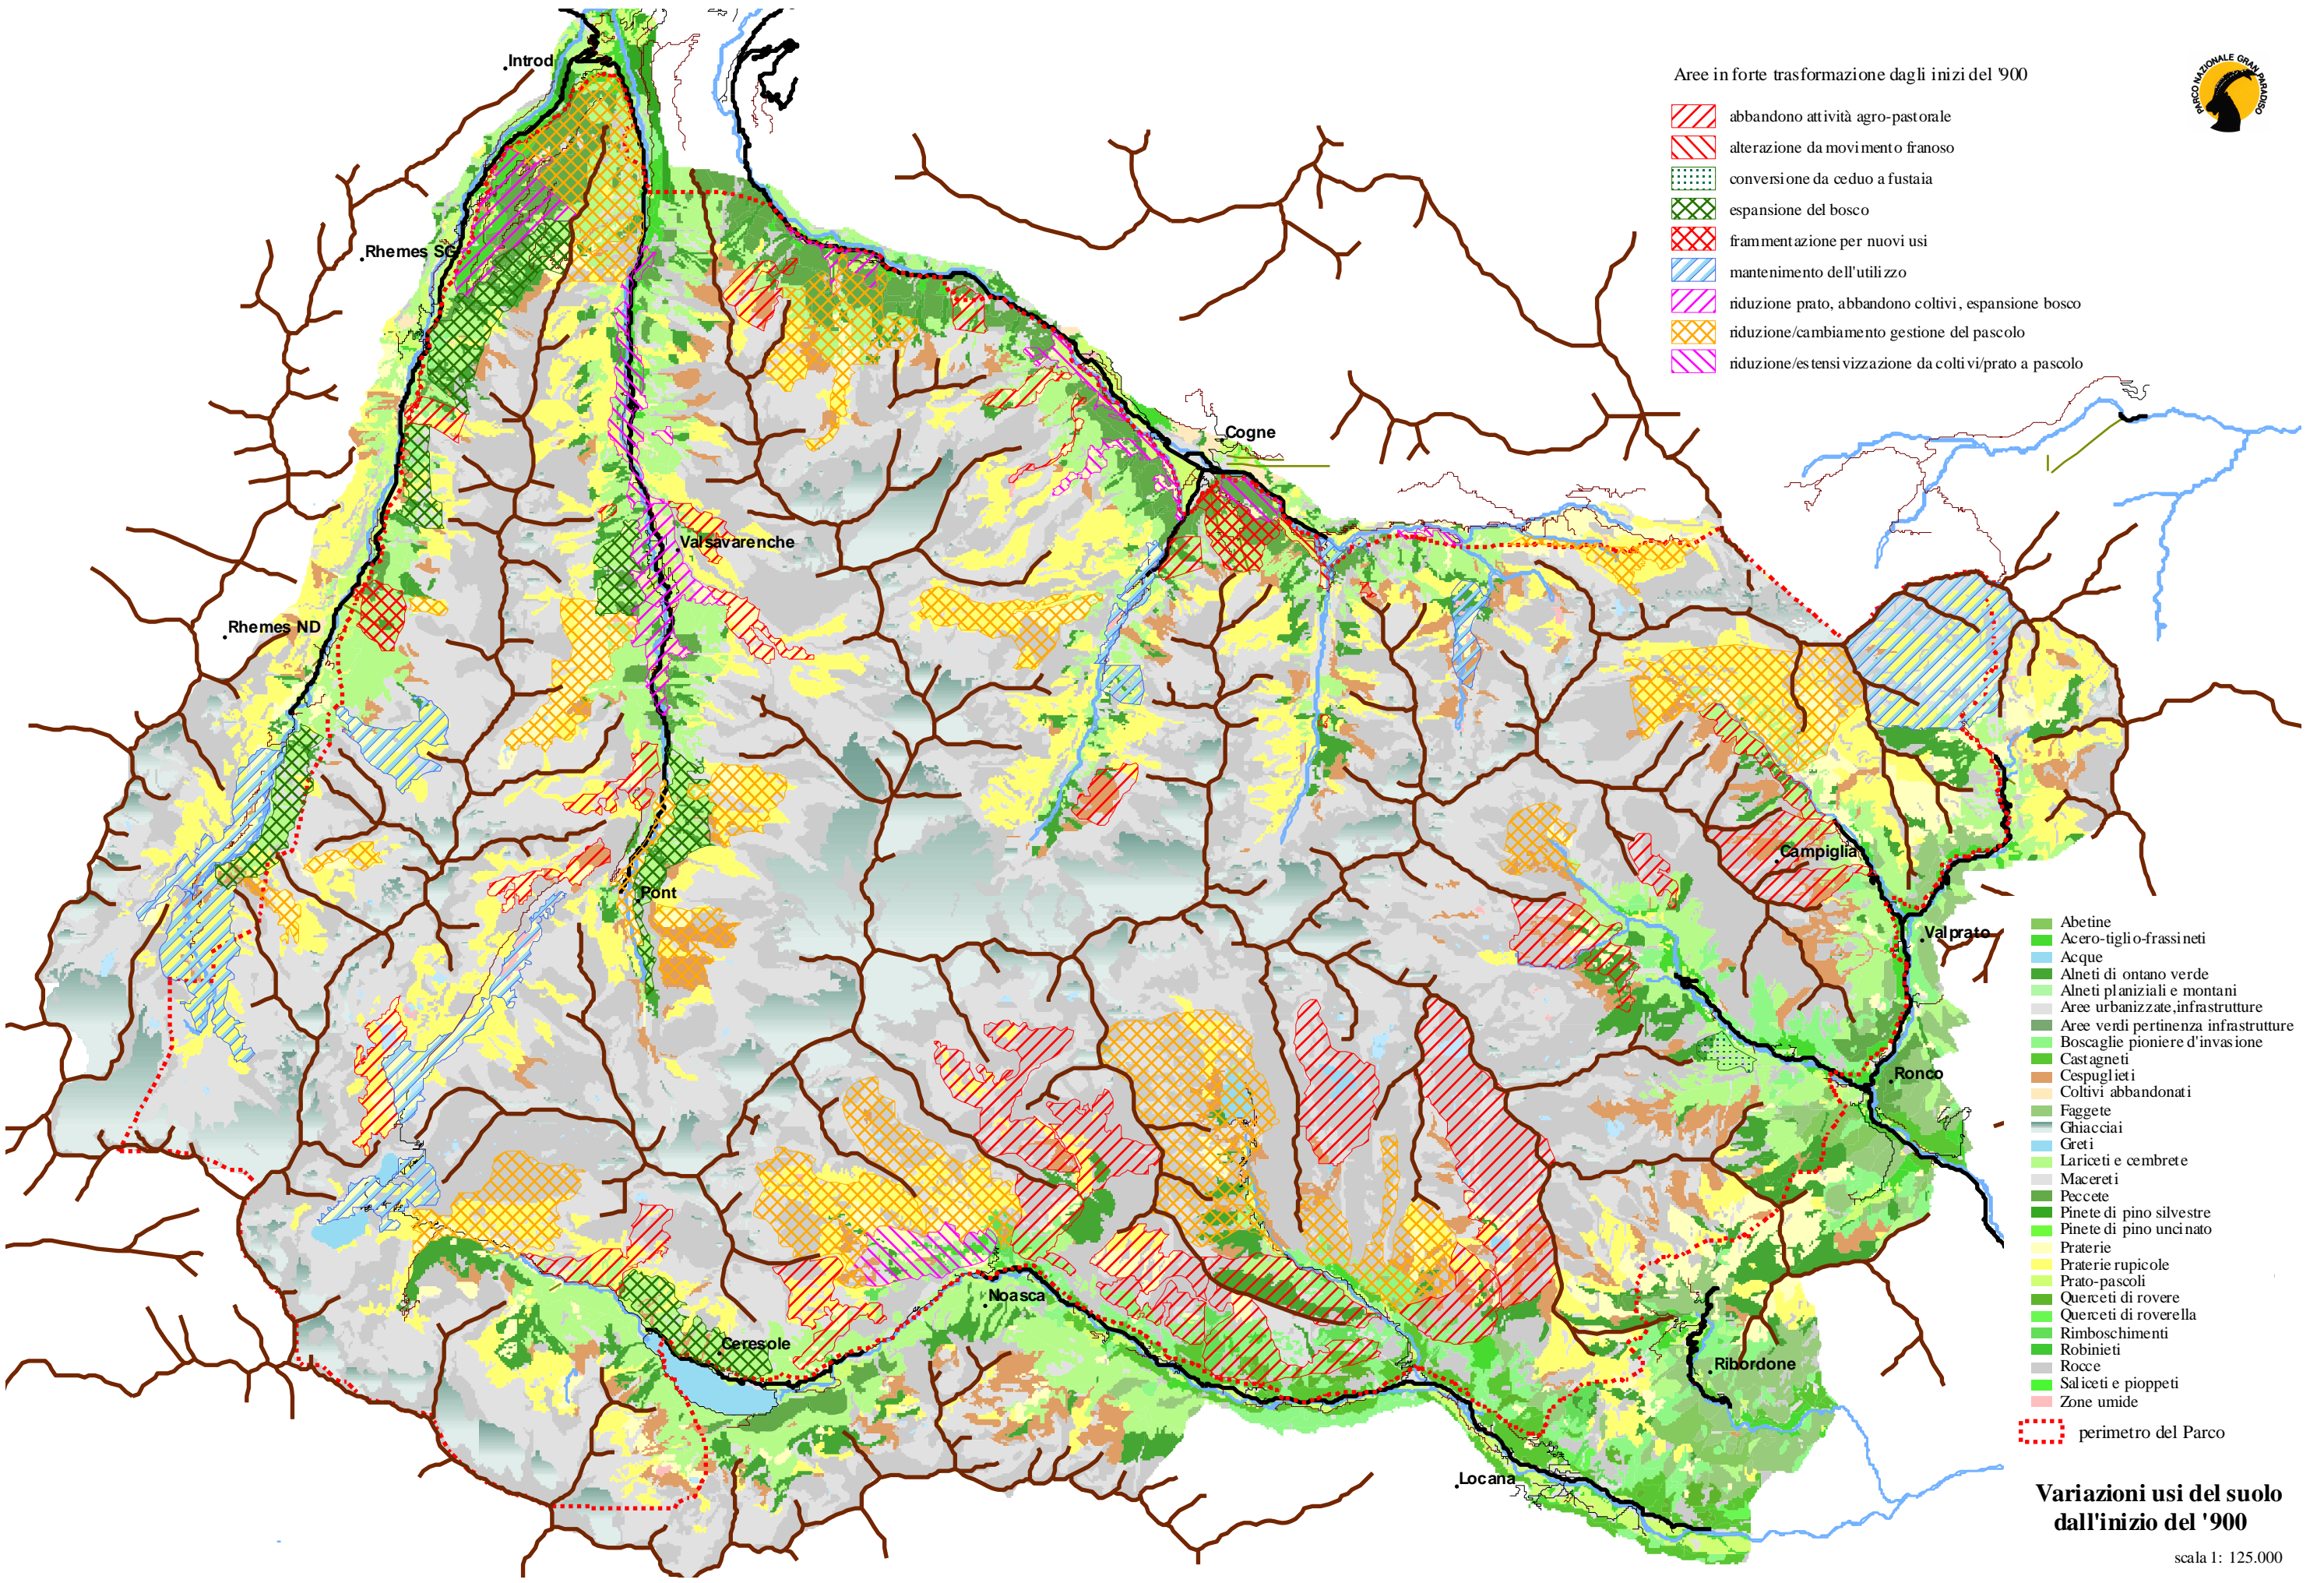 Aree in forte trasformazione dagli inizi del '900
abbandono attività agro-pastorale
alterazione da movimento franoso
conversione da ceduo a fustaia
espansione del bosco
frammentazione per nuovi usi
mantenimento dell'utilizzo
riduzione prato, abbandono coltivi, espansione bosco
riduzione/cambiamento gestione del pascolo
riduzione/estensivizzazione da coltivi/prato a pascolo
PARCO NAZIONALE GRAN PARADISO
Introd
Rhemes SG
Cogne
Valsavarenche
Rhemes ND
Campiglia
Pont
Valprato
Ronco
Noasca
Ceresole
Ribordone
Locana
Abetine
Acero-tiglio-frassineti
Acque
Alneti di ontano verde
Alneti planiziali e montani
Aree urbanizzate,infrastrutture
Aree verdi pertinenza infrastrutture
Boscaglie pioniere d'invasione
Castagneti
Cespuglieti
Coltivi abbandonati
Faggete
Ghiacciai
Greti
Lariceti e cembrete
Macereti
Peccete
Pinete di pino silvestre
Pinete di pino uncinato
Praterie
Praterie rupicole
Prato-pascoli
Querceti di rovere
Querceti di roverella
Rimboschimenti
Robinieti
Rocce
Saliceti e pioppeti
Zone umide
perimetro del Parco
Variazioni usi del suolo
dall'inizio del '900
scala 1: 125.000